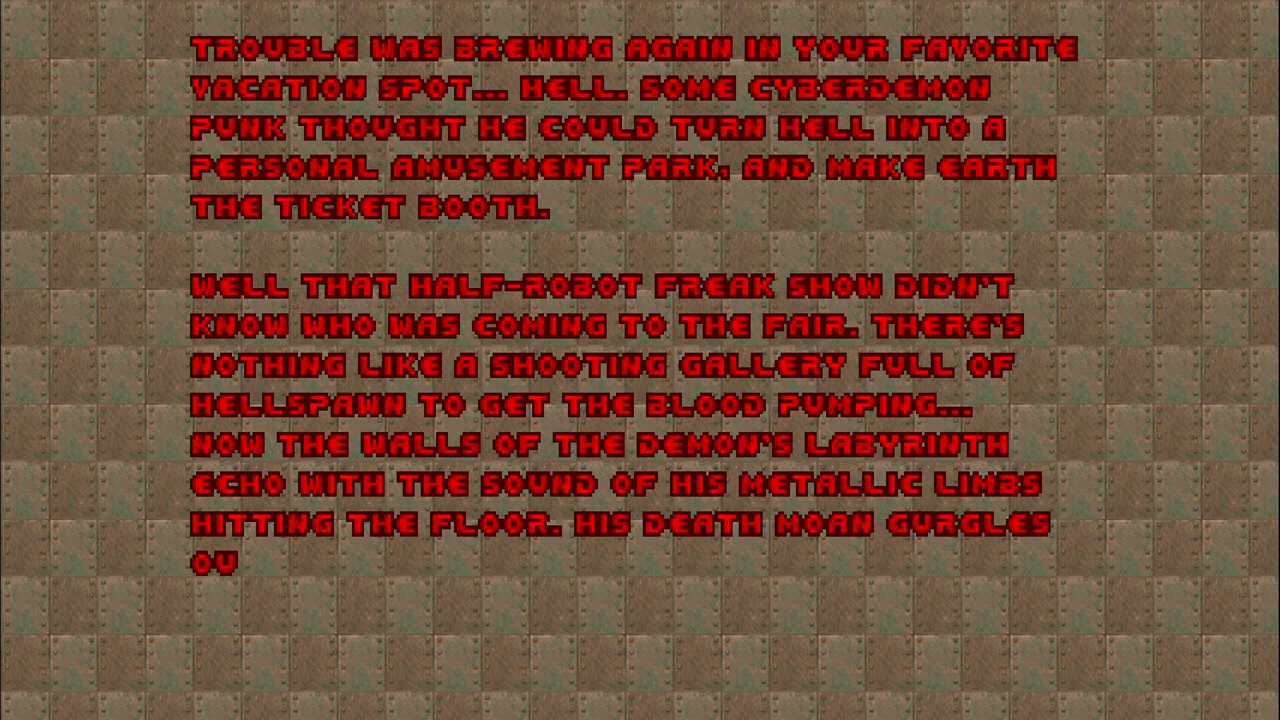 TROUBLE WAS BREWING AGAIN IN YOUR FAVORITE
VACATION SPOT... HELL. SOME CYBERDEMON
PUNK THOUGHT HE COULD TURN HELL INTO A
PERSONAL AMUSEMENT PARK, AND MAKE EARTH
THE TICKET BOOTH.
WELL THAT HALF-ROBOT FREAK SHOW DIDN'T
KNOW WHO WAS COMING TO THE FAIR. THERE'S
NOTHING LIKE A SHOOTING GALLERY FULL OF
HELLSPAWN TO GET THE BLOOD PUMPING...
NOW THE WALLS OF THE DEMON'S LABYRINTH
ECHO WITH THE SOUND OF HIS METALLIC LIMBS
HITTING THE FLOOR. HIS DEATH MOAN GURGLES
OU